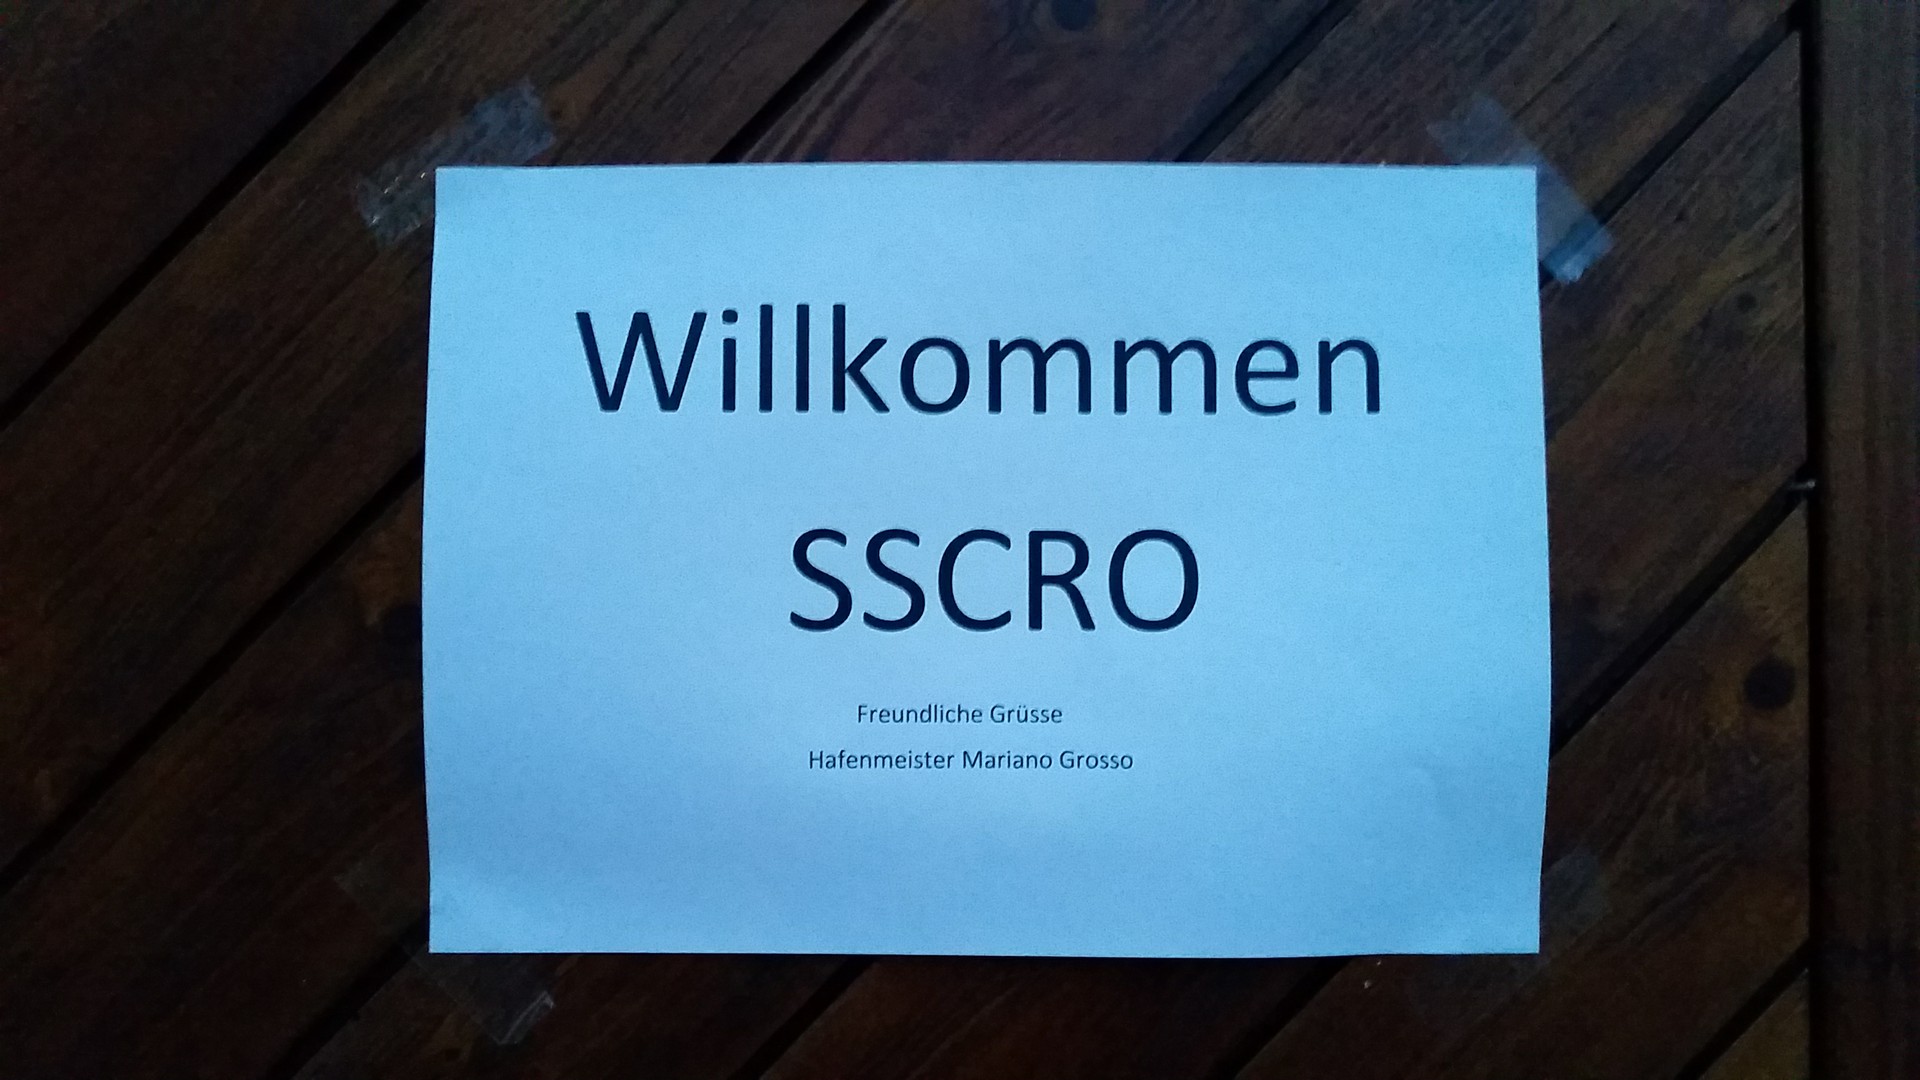 Willkommen
SSCRO
Freundliche Grüsse
Hafenmeister Mariano Grosso